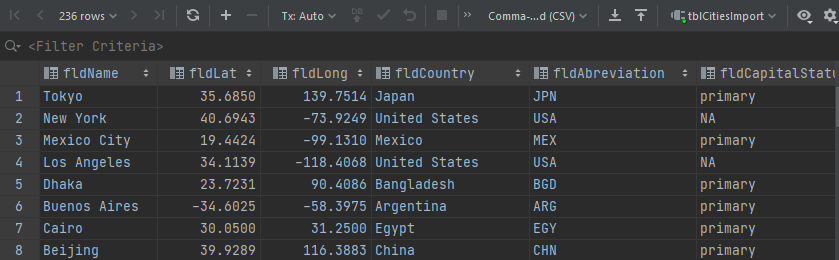 236 rows Tx: Auto DB Comma-...d (CSV) tblCitiesImport
<Filter Criteria>
fldName fldLat fldLong fldCountry fldAbreviation fldCapitalStatu
1 Tokyo 35.6850 139.7514 Japan JPN primary
2 New York 40.6943 -73.9249 United States USA NA
3 Mexico City 19.4424 -99.1310 Mexico MEX primary
4 Los Angeles 34.1139 -118.4068 United States USA NA
5 Dhaka 23.7231 90.4086 Bangladesh BGD primary
6 Buenos Aires -34.6025 -58.3975 Argentina ARG primary
7 Cairo 30.0500 31.2500 Egypt EGY primary
8 Beijing 39.9289 116.3883 China CHN primary